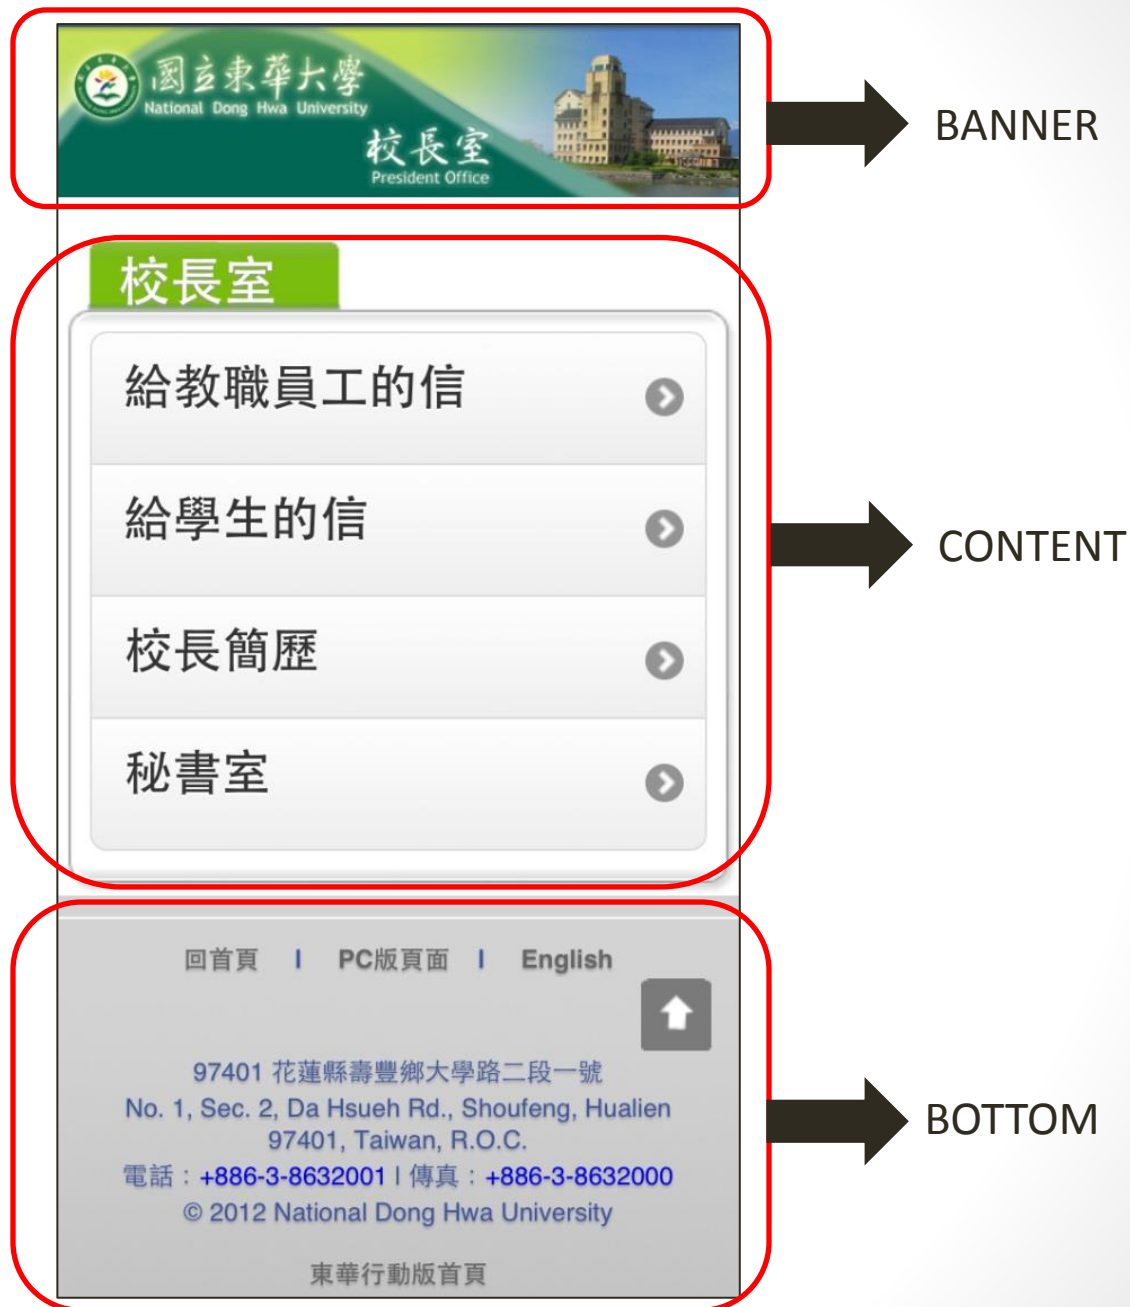 國立東華大學
National Dong Hwa University
校長室
President Office
BANNER
校長室
給教職員工的信
給學生的信
校長簡歷
秘書室
CONTENT
回首頁 | PC版頁面 | English
97401 花蓮縣壽豐鄉大學路二段一號
No. 1, Sec. 2, Da Hsueh Rd., Shoufeng, Hualien
97401, Taiwan, R.O.C.
電話：+886-3-8632001 | 傳真：+886-3-8632000
© 2012 National Dong Hwa University
東華行動版首頁
BOTTOM